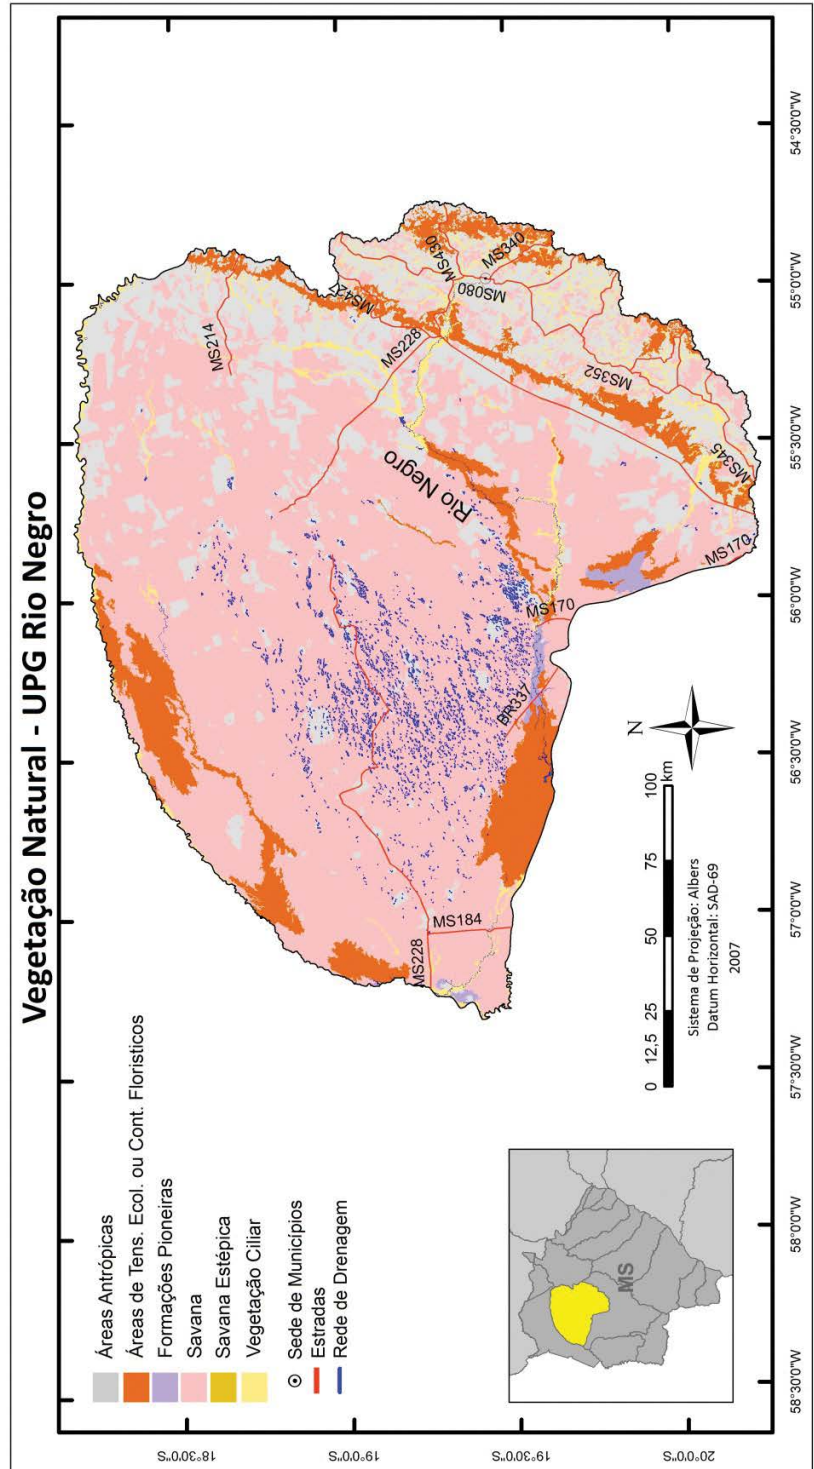 Vegetação Natural - UPG Rio Negro
Áreas Antrópicas
Áreas de Tens. Ecol. ou Cont. Florísticos
Formações Pioneiras
Savana
Savana Estépica
Vegetação Ciliar
Sede de Municípios
Estradas
Rede de Drenagem
MS214
MS427
MS228
MS430
MS340
MS080
MS352
MS345
MS170
Rio Negro
MS170
BR337
MS184
MS228
N
0 12,5 25 50 75 100 km
Sistema de Projeção: Albers
Datum Horizontal: SAD-69
2007
MS
18°30'0"S
19°0'0"S
19°30'0"S
20°0'0"S
58°30'0"W
58°0'0"W
57°30'0"W
57°0'0"W
56°30'0"W
56°0'0"W
55°30'0"W
55°0'0"W
54°30'0"W